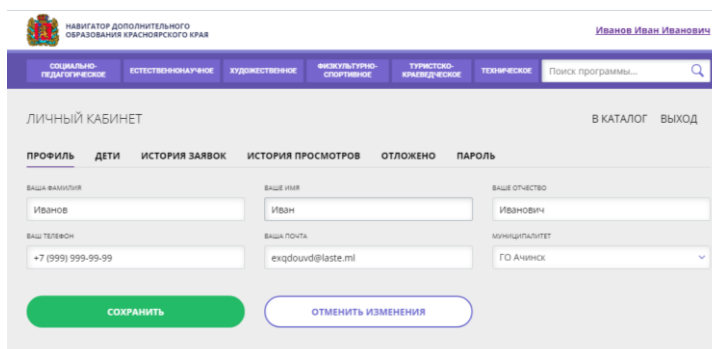 НАВИГАТОР ДОПОЛНИТЕЛЬНОГО
ОБРАЗОВАНИЯ КРАСНОЯРСКОГО КРАЯ
Иванов Иван Иванович
СОЦИАЛЬНО-
ПЕДАГОГИЧЕСКОЕ
ЕСТЕСТВЕННОНАУЧНОЕ
ХУДОЖЕСТВЕННОЕ
ФИЗКУЛЬТУРНО-
СПОРТИВНОЕ
ТУРИСТСКО-
КРАЕВЕДЧЕСКОЕ
ТЕХНИЧЕСКОЕ
Поиск программы...
ЛИЧНЫЙ КАБИНЕТ
В КАТАЛОГ ВЫХОД
ПРОФИЛЬ ДЕТИ ИСТОРИЯ ЗАЯВОК ИСТОРИЯ ПРОСМОТРОВ ОТЛОЖЕНО ПАРОЛЬ
ВАША ФАМИЛИЯ ВАШЕ ИМЯ ВАШЕ ОТЧЕСТВО
Иванов Иван Иванович
ВАШ ТЕЛЕФОН ВАША ПОЧТА МУНИЦИПАЛИТЕТ
+7 (999) 999-99-99 exqdouvd@laste.ml ГО Ачинск
СОХРАНИТЬ ОТМЕНИТЬ ИЗМЕНЕНИЯ